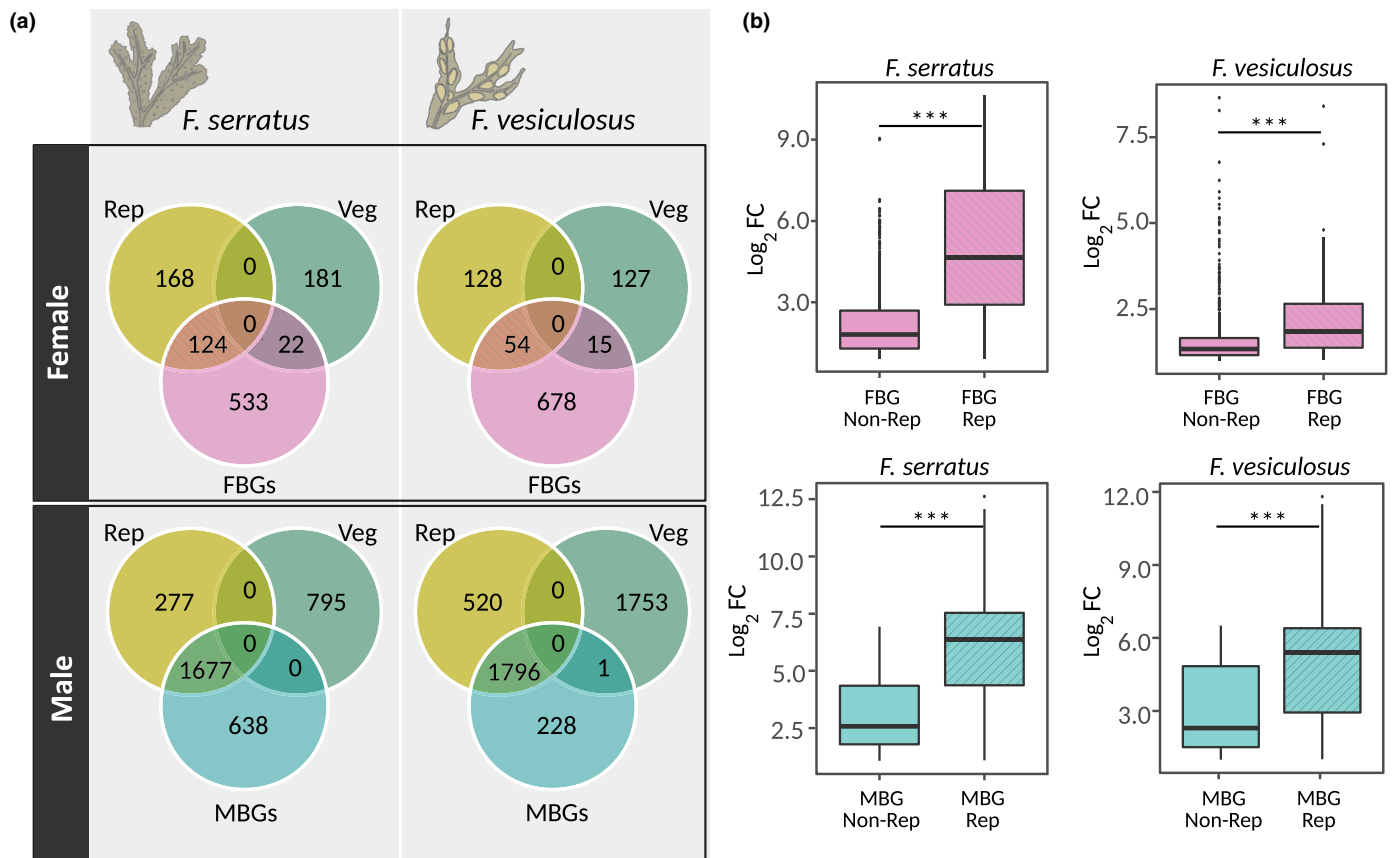 (a)
F. serratus
F. vesiculosus
Female
Rep
Veg
168
0
181
0
124
22
533
FBGs
Rep
Veg
128
0
127
0
54
15
678
FBGs
Male
Rep
Veg
277
0
795
0
1677
0
638
MBGs
Rep
Veg
520
0
1753
0
1796
1
228
MBGs
(b)
F. serratus
***
9.0
6.0
3.0
Log2 FC
FBG
Non-Rep
FBG
Rep
F. vesiculosus
***
7.5
5.0
2.5
Log2 FC
FBG
Non-Rep
FBG
Rep
F. serratus
***
12.5
10.0
7.5
5.0
2.5
Log2 FC
MBG
Non-Rep
MBG
Rep
F. vesiculosus
***
12.0
9.0
6.0
3.0
Log2 FC
MBG
Non-Rep
MBG
Rep